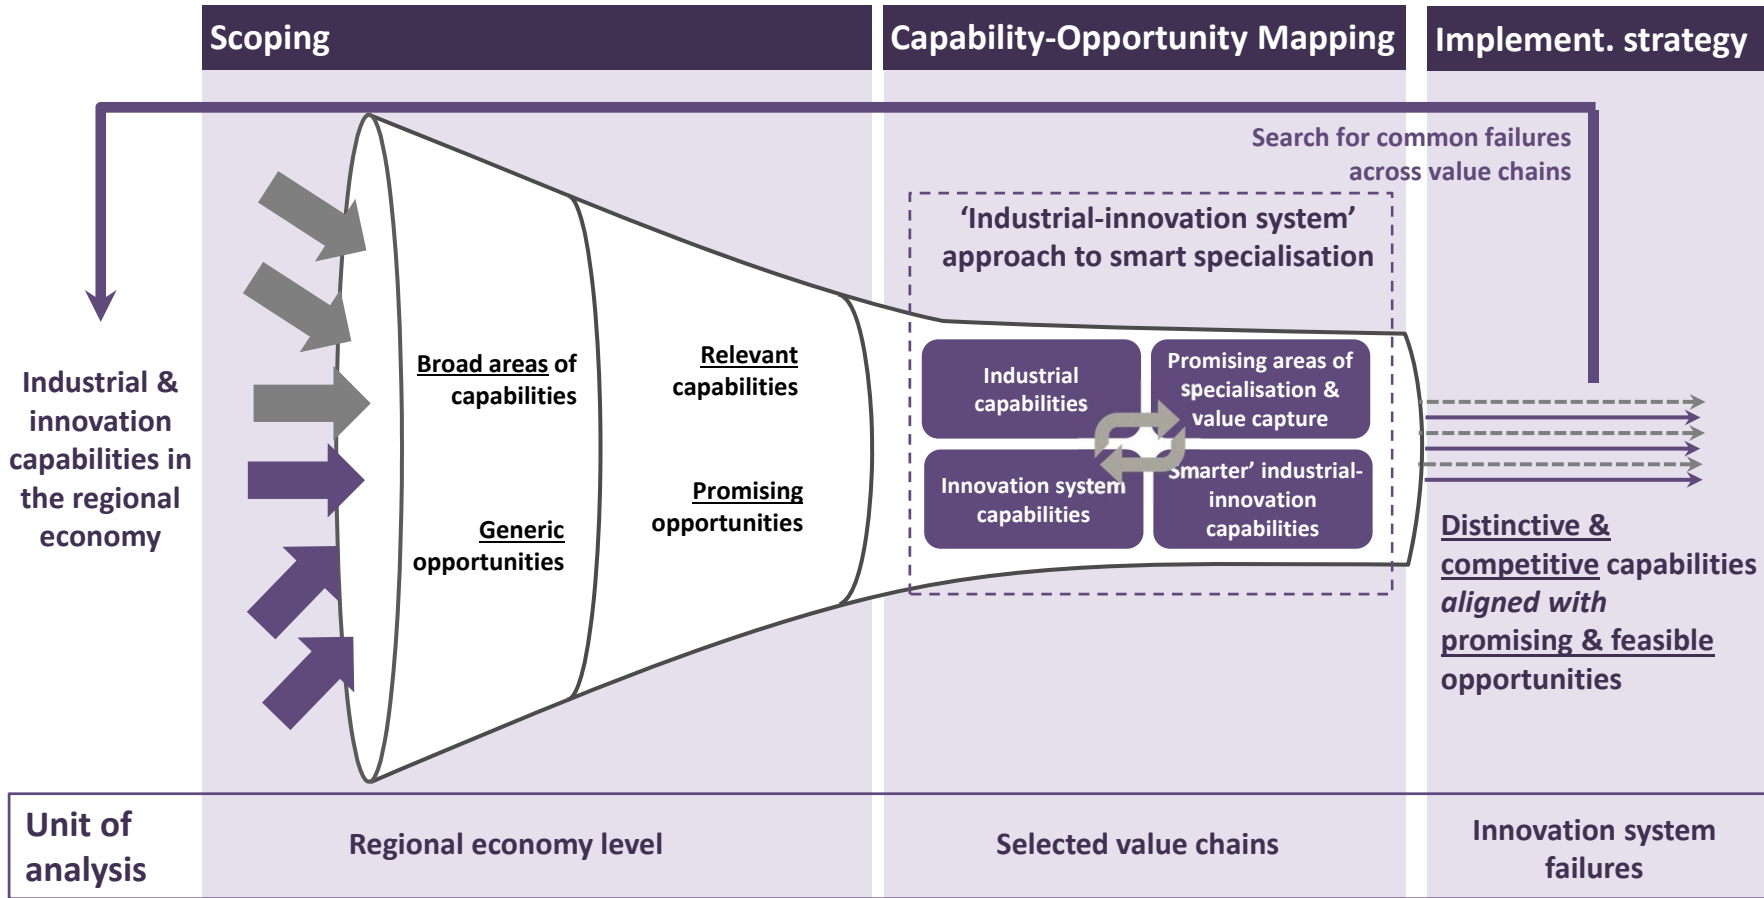 Scoping
Capability-Opportunity Mapping
Implement. strategy
Search for common failures
across value chains
‘Industrial-innovation system’
approach to smart specialisation
Industrial &
innovation
capabilities in
the regional
economy
Broad areas of
capabilities
Generic
opportunities
Relevant
capabilities
Promising
opportunities
Industrial
capabilities
Promising areas of
specialisation &
value capture
Innovation system
capabilities
Smarter’ industrial-
innovation
capabilities
Distinctive &
competitive capabilities
aligned with
promising & feasible
opportunities
Unit of
analysis
Regional economy level
Selected value chains
Innovation system
failures